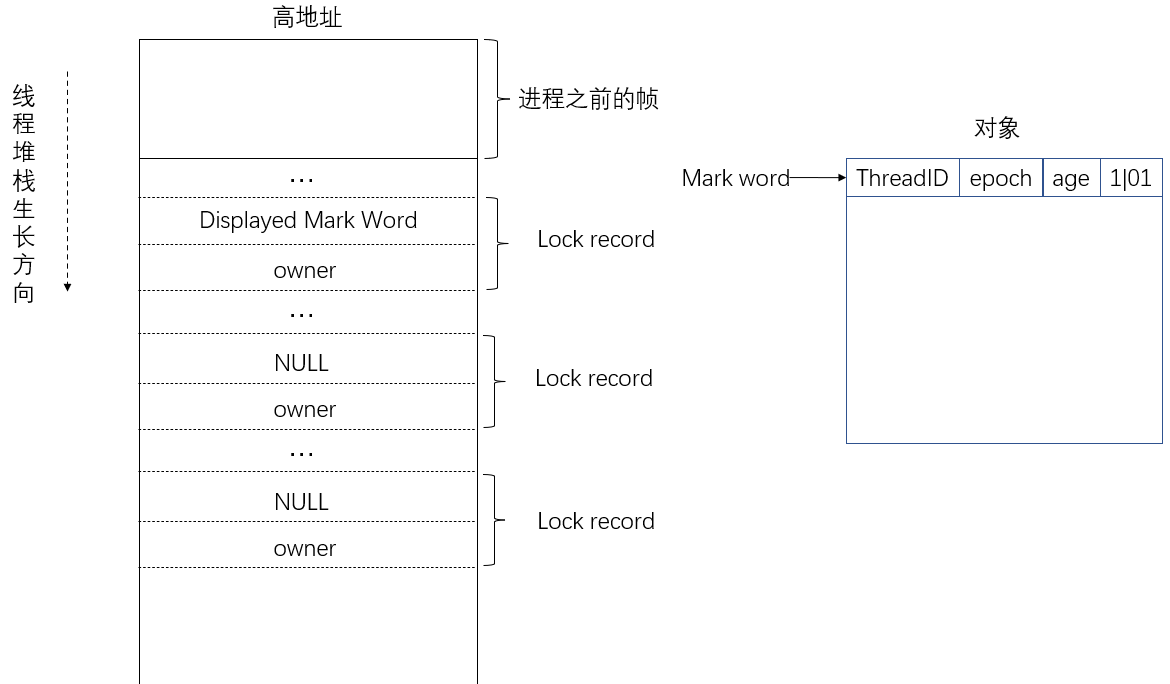 高地址
线程堆栈生长方向
进程之前的帧
...
Displayed Mark Word
owner
Lock record
...
NULL
owner
Lock record
...
NULL
owner
Lock record
对象
Mark word
ThreadID epoch age 1|01